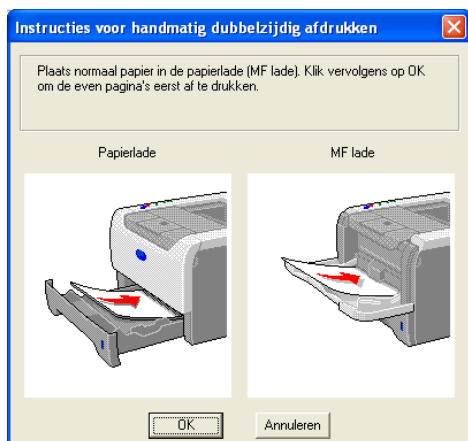 Instructies voor handmatig dubbelzijdig afdrukken
Plaats normaal papier in de papierlade (MF lade). Klik vervolgens op OK
om de even pagina's eerst af te drukken.
Papierlade
MF lade
OK
Annuleren